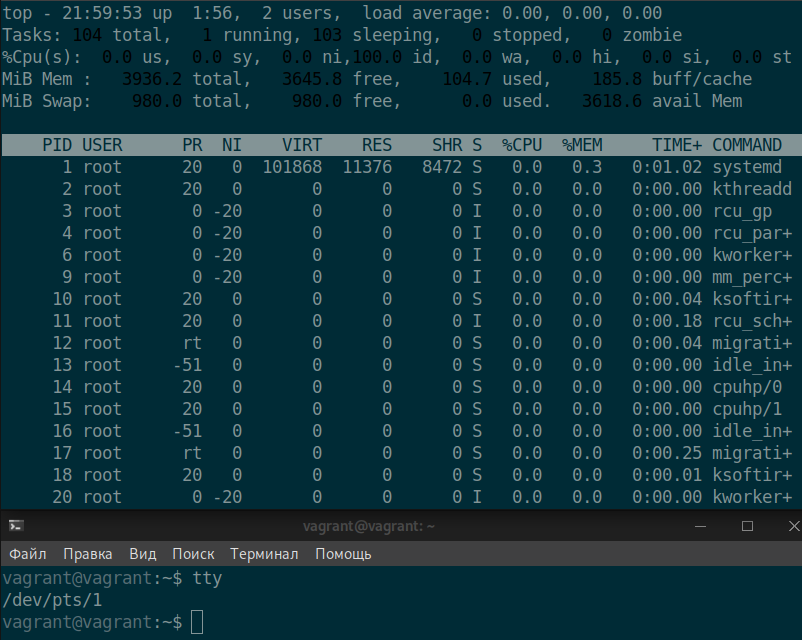 top - 21:59:53 up  1:56,  2 users,  load average: 0.00, 0.00, 0.00
Tasks: 104 total,   1 running, 103 sleeping,   0 stopped,   0 zombie
%Cpu(s):  0.0 us,  0.0 sy,  0.0 ni,100.0 id,  0.0 wa,  0.0 hi,  0.0 si,  0.0 st
MiB Mem :   3936.2 total,   3645.8 free,    104.7 used,    185.8 buff/cache
MiB Swap:    980.0 total,    980.0 free,      0.0 used.   3618.6 avail Mem
PID USER      PR  NI    VIRT    RES    SHR S  %CPU  %MEM     TIME+ COMMAND
1 root      20   0  101868  11376   8472 S   0.0   0.3   0:01.02 systemd
2 root      20   0       0      0      0 S   0.0   0.0   0:00.00 kthreadd
3 root       0 -20       0      0      0 I   0.0   0.0   0:00.00 rcu_gp
4 root       0 -20       0      0      0 I   0.0   0.0   0:00.00 rcu_par+
6 root       0 -20       0      0      0 I   0.0   0.0   0:00.00 kworker+
9 root       0 -20       0      0      0 I   0.0   0.0   0:00.00 mm_perc+
10 root      20   0       0      0      0 S   0.0   0.0   0:00.04 ksoftir+
11 root      20   0       0      0      0 I   0.0   0.0   0:00.18 rcu_sch+
12 root      rt   0       0      0      0 S   0.0   0.0   0:00.04 migrati+
13 root     -51   0       0      0      0 S   0.0   0.0   0:00.00 idle_in+
14 root      20   0       0      0      0 S   0.0   0.0   0:00.00 cpuhp/0
15 root      20   0       0      0      0 S   0.0   0.0   0:00.00 cpuhp/1
16 root     -51   0       0      0      0 S   0.0   0.0   0:00.00 idle_in+
17 root      rt   0       0      0      0 S   0.0   0.0   0:00.25 migrati+
18 root      20   0       0      0      0 S   0.0   0.0   0:00.01 ksoftir+
20 root       0 -20       0      0      0 I   0.0   0.0   0:00.00 kworker+
vagrant@vagrant: ~
Файл Правка Вид Поиск Терминал Помощь
vagrant@vagrant:~$ tty
/dev/pts/1
vagrant@vagrant:~$